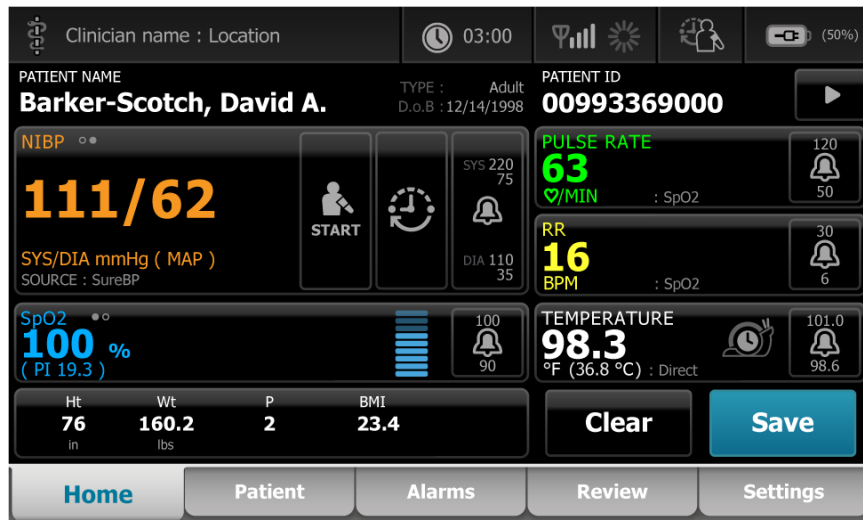 Clinician name : Location
03:00
(50%)
PATIENT NAME
Barker-Scotch, David A.
TYPE : Adult
D.o.B : 12/14/1998
PATIENT ID
00993369000
NIBP
111/62
SYS/DIA mmHg ( MAP )
SOURCE : SureBP
START
SYS 220
75
DIA 110
35
PULSE RATE
63
/MIN : SpO2
120
50
RR
16
BPM : SpO2
30
6
SpO2
100 %
( PI 19.3 )
100
90
TEMPERATURE
98.3
°F (36.8 °C) : Direct
101.0
98.6
Ht Wt P BMI
76 160.2 2 23.4
in lbs
Clear
Save
Home
Patient
Alarms
Review
Settings